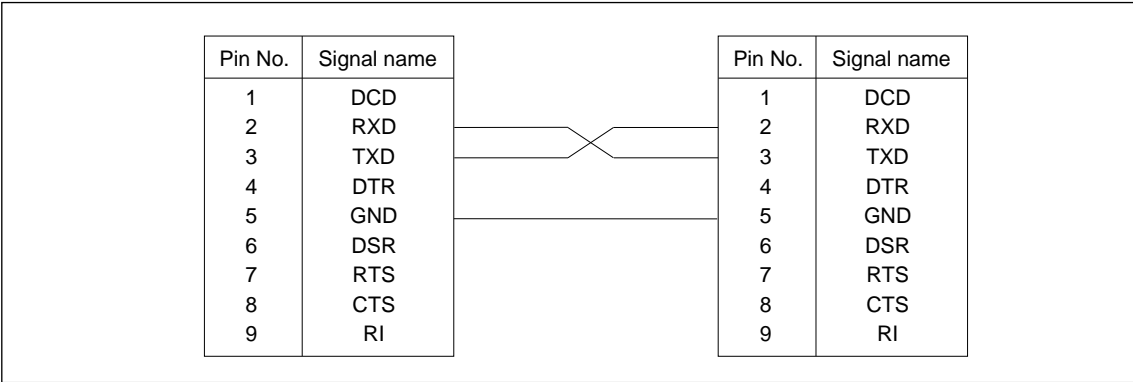 Pin No. Signal name
1 DCD
2 RXD
3 TXD
4 DTR
5 GND
6 DSR
7 RTS
8 CTS
9 RI
Pin No. Signal name
1 DCD
2 RXD
3 TXD
4 DTR
5 GND
6 DSR
7 RTS
8 CTS
9 RI